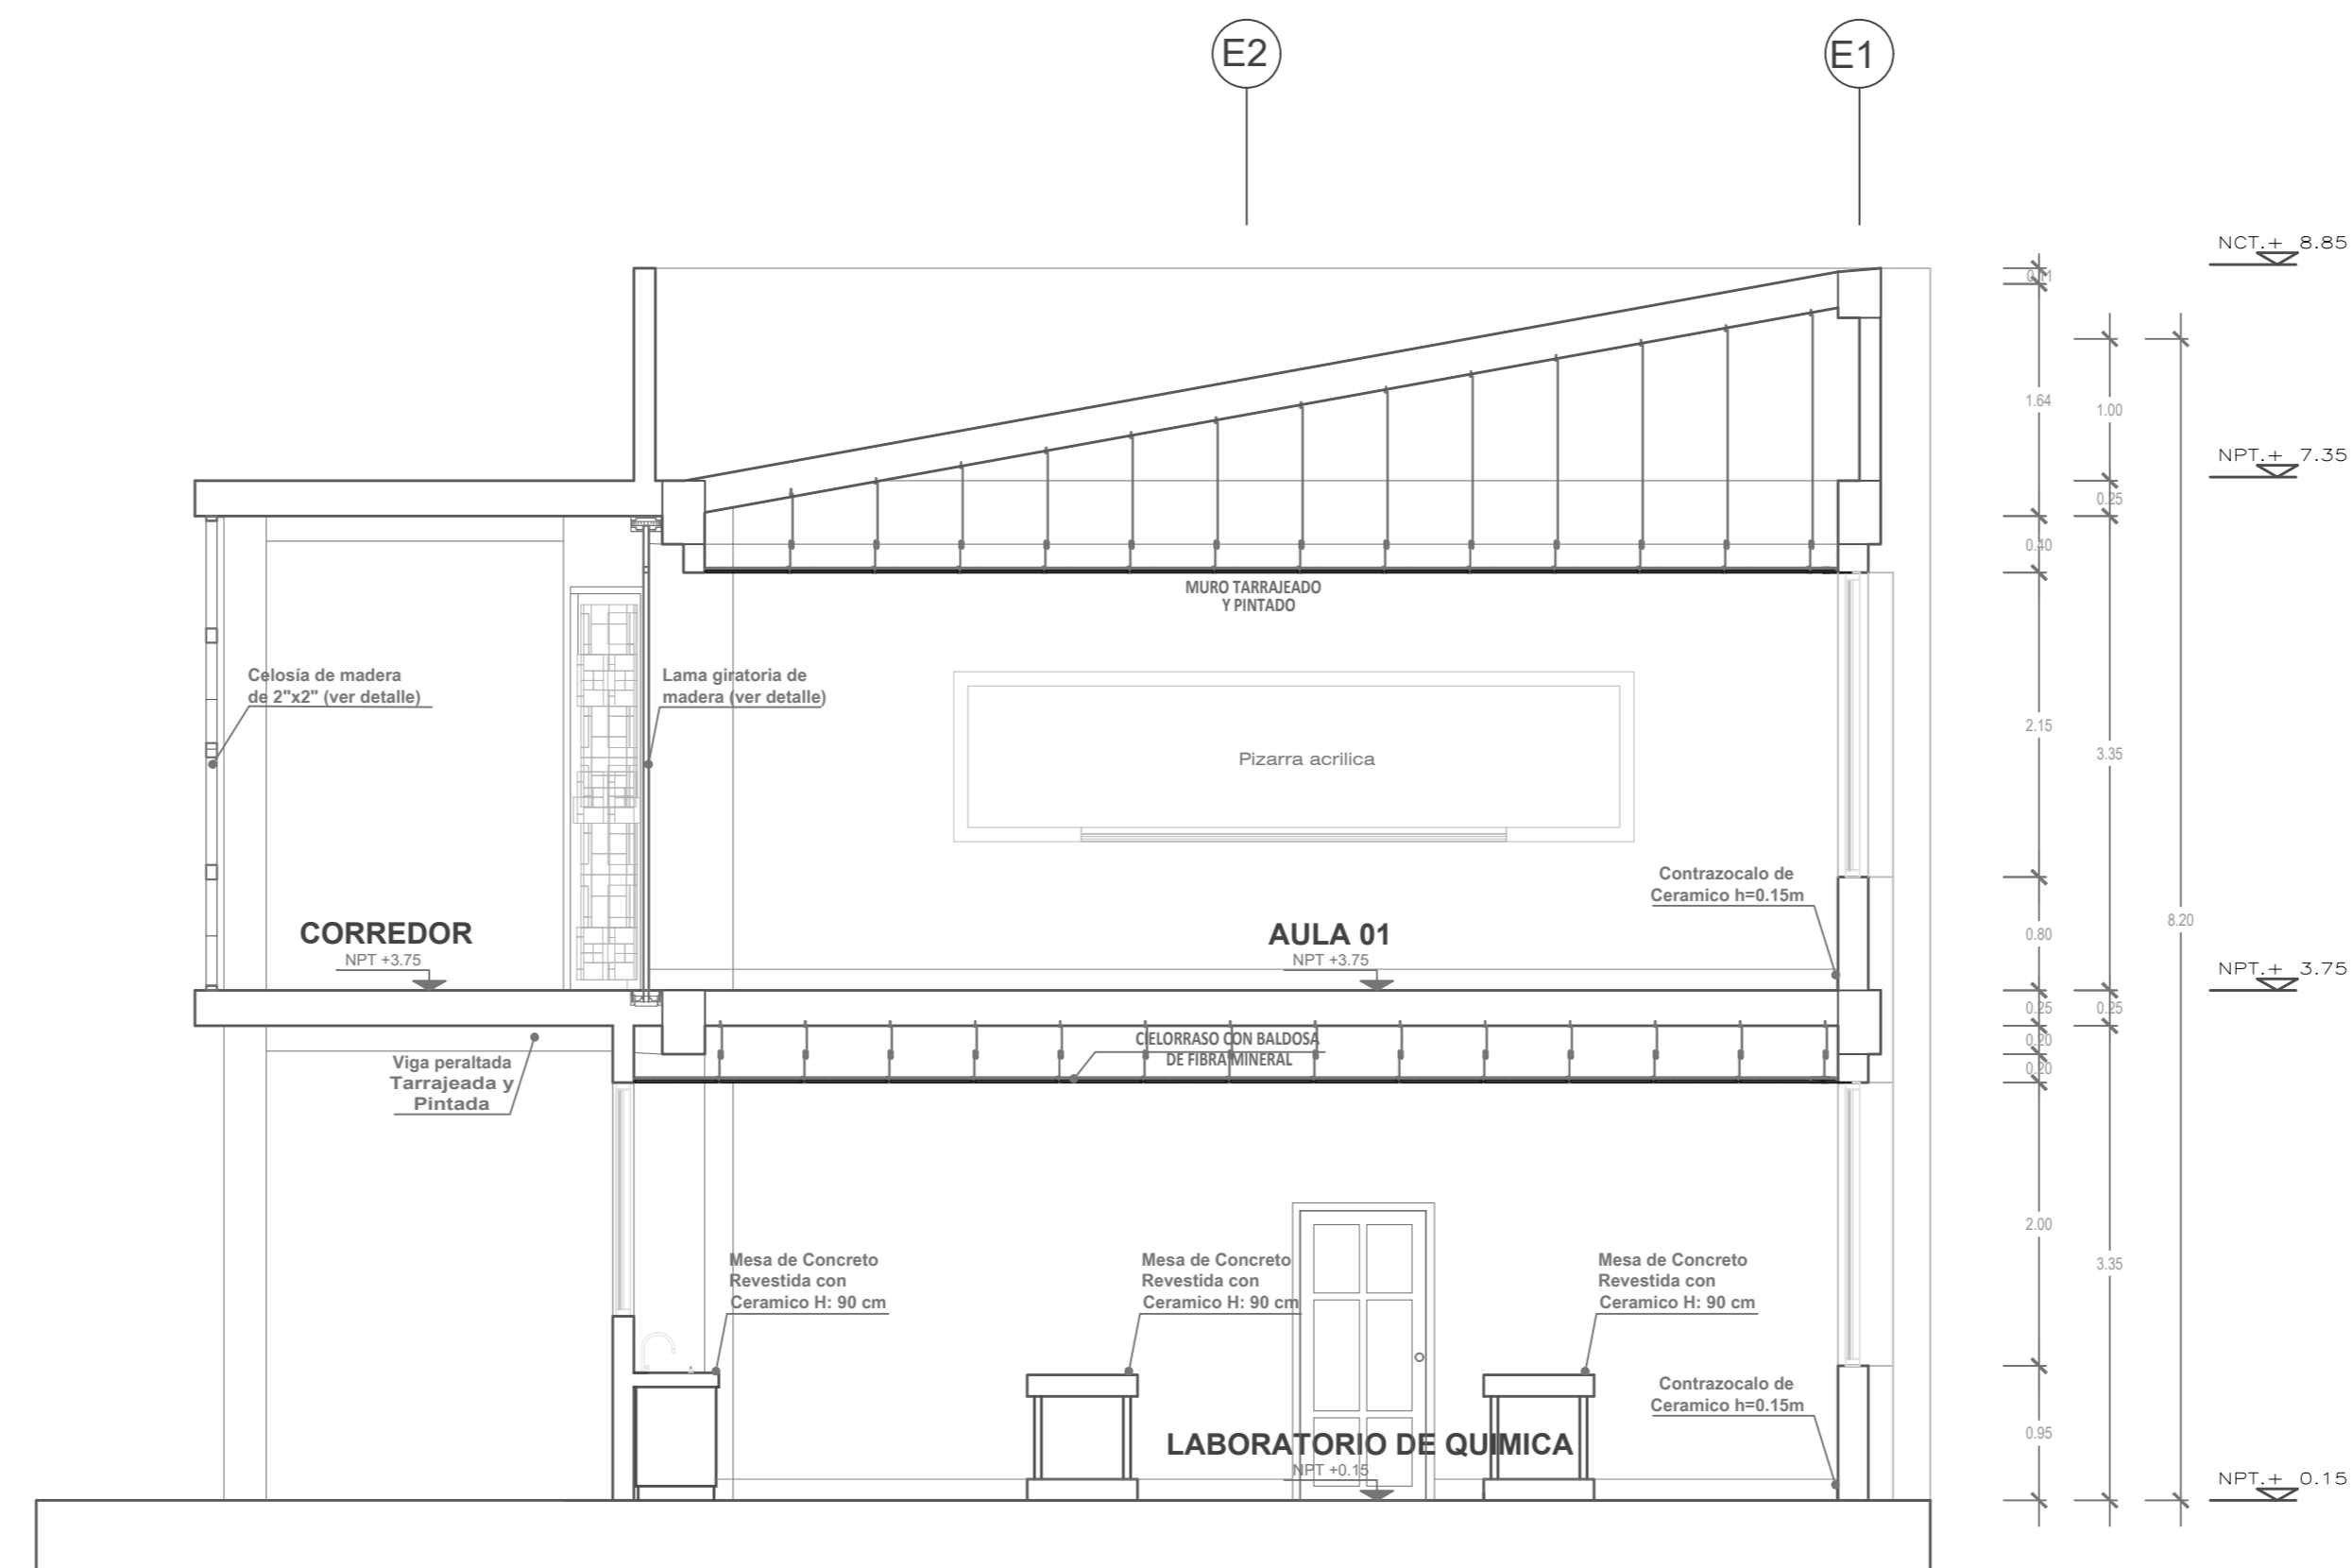 E2
E1
NCT.+ 8.85
0.11
1.64
1.00
NPT.+ 7.35
0.25
0.40
MURO TARRAJEADO
Y PINTADO
Celosía de madera
de 2"x2" (ver detalle)
Lama giratoria de
madera (ver detalle)
2.15
3.35
Pizarra acrilica
Contrazocalo de
Ceramico h=0.15m
8.20
CORREDOR
NPT +3.75
AULA 01
NPT +3.75
0.80
NPT.+ 3.75
0.25
0.25
CIELORRASO CON BALDOSA
DE FIBRA MINERAL
0.20
0.20
Viga peraltada
Tarrajeada y
Pintada
2.00
3.35
Mesa de Concreto
Revestida con
Ceramico H: 90 cm
Mesa de Concreto
Revestida con
Ceramico H: 90 cm
Mesa de Concreto
Revestida con
Ceramico H: 90 cm
Contrazocalo de
Ceramico h=0.15m
0.95
LABORATORIO DE QUIMICA
NPT +0.15
NPT.+ 0.15